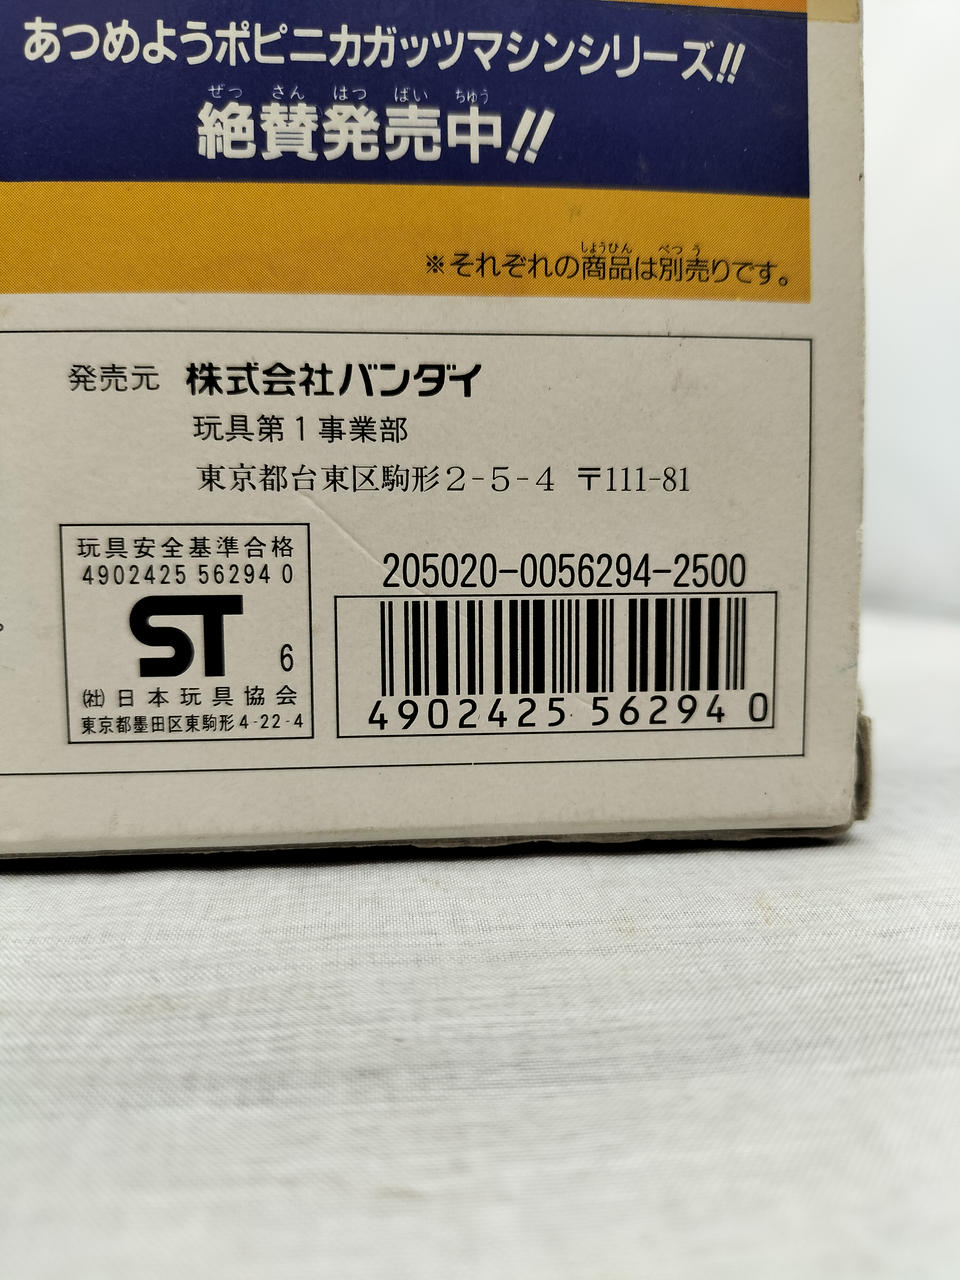 あつめようポピニカガッツマシンシリーズ!!
ぜっ さん はつ ばい ちゅう
絶賛発売中!!
しょうひん べつ う
※それぞれの商品は別売りです。
発売元 株式会社バンダイ
玩具第1事業部
東京都台東区駒形2-5-4 〒111-81
玩具安全基準合格
4902425 56294 0
ST 6
(社)日本玩具協会
東京都墨田区東駒形4-22-4
205020-0056294-2500
4902425 56294 0